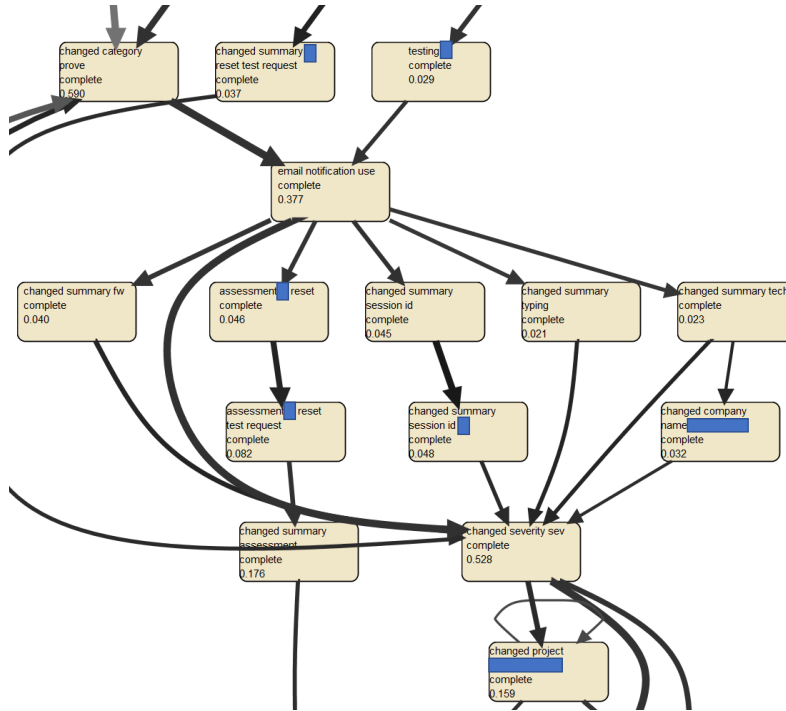 changed category
prove
complete
0.590
changed summary
reset test request
complete
0.037
testing
complete
0.029
email notification use
complete
0.377
changed summary fw
complete
0.040
assessment reset
complete
0.046
changed summary
session id
complete
0.045
changed summary
typing
complete
0.021
changed summary tech
complete
0.023
assessment reset
test request
complete
0.082
changed summary
session id
complete
0.048
changed company
name
complete
0.032
changed summary
assessment
complete
0.176
changed severity sev
complete
0.528
changed project
complete
0.159